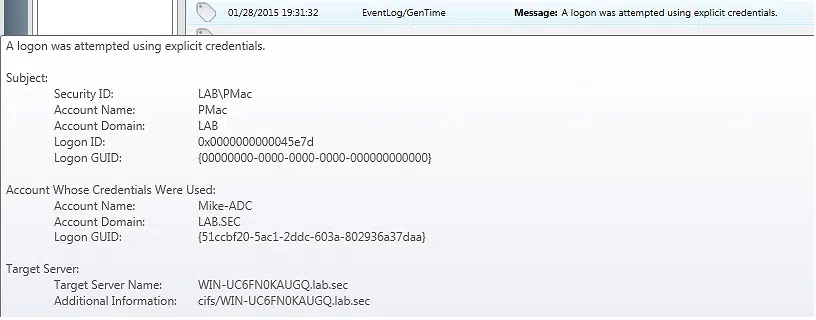 01/28/2015 19:31:32 EventLog/GenTime Message: A logon was attempted using explicit credentials.
A logon was attempted using explicit credentials.
Subject:
Security ID: LAB\PMac
Account Name: PMac
Account Domain: LAB
Logon ID: 0x0000000000045e7d
Logon GUID: {00000000-0000-0000-0000-000000000000}
Account Whose Credentials Were Used:
Account Name: Mike-ADC
Account Domain: LAB.SEC
Logon GUID: {51ccbf20-5ac1-2ddc-603a-802936a37daa}
Target Server:
Target Server Name: WIN-UC6FN0KAUGQ.lab.sec
Additional Information: cifs/WIN-UC6FN0KAUGQ.lab.sec